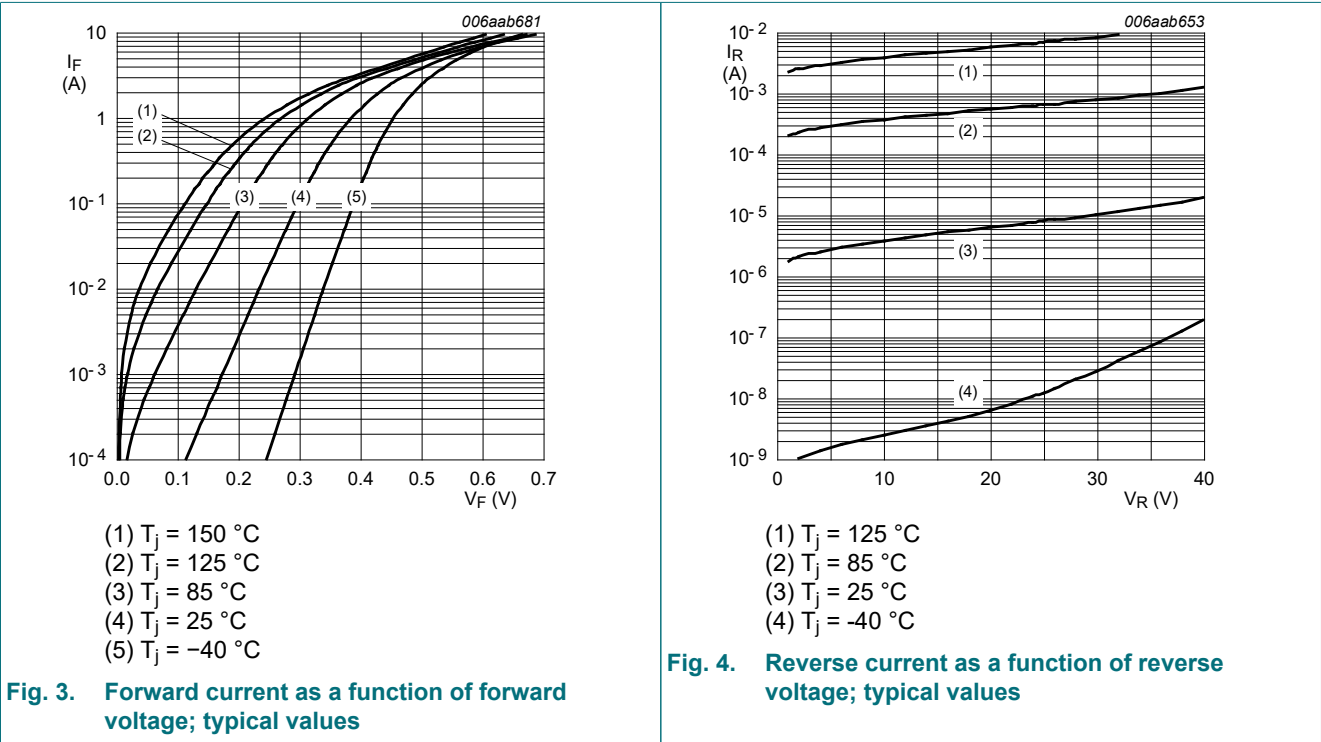 006aab681
IF
(A)
10
1
10-1
10-2
10-3
10-4
(1)
(2)
(3)
(4)
(5)
0.0 0.1 0.2 0.3 0.4 0.5 0.6 0.7
VF (V)
(1) Tj = 150 °C
(2) Tj = 125 °C
(3) Tj = 85 °C
(4) Tj = 25 °C
(5) Tj = −40 °C
Fig. 3. Forward current as a function of forward
voltage; typical values
006aab653
IR
(A)
10-2
10-3
10-4
10-5
10-6
10-7
10-8
10-9
(1)
(2)
(3)
(4)
0 10 20 30 40
VR (V)
(1) Tj = 125 °C
(2) Tj = 85 °C
(3) Tj = 25 °C
(4) Tj = -40 °C
Fig. 4. Reverse current as a function of reverse
voltage; typical values